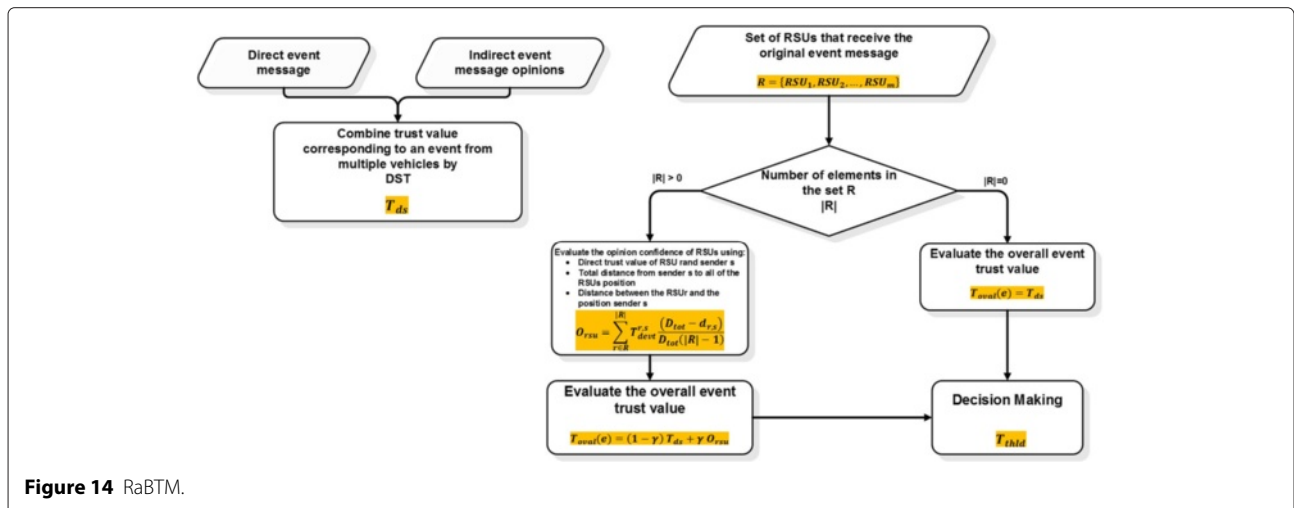 Direct event
message
Indirect event
message opinions
Combine trust value
corresponding to an event from
multiple vehicles by
DST
T_ds
Set of RSUs that receive the
original event message
R = {RSU_1, RSU_2, ..., RSU_m}
Number of elements in
the set R
|R|
|R| > 0
|R|=0
Evaluate the opinion confidence of RSUs using:
• Direct trust value of RSU rand sender s
• Total distance from sender s to all of the
RSUs position
• Distance between the RSUr and the
position sender s
O_rsu = ∑_{r∈R}^{|R|} T_devt^{r,s} (D_tot − d_{r,s}) / D_tot(|R| − 1)
Evaluate the overall event
trust value
T_oval(e) = (1 − γ) T_ds + γ O_rsu
Evaluate the overall event
trust value
T_oval(e) = T_ds
Decision Making
T_thld
Figure 14 RaBTM.